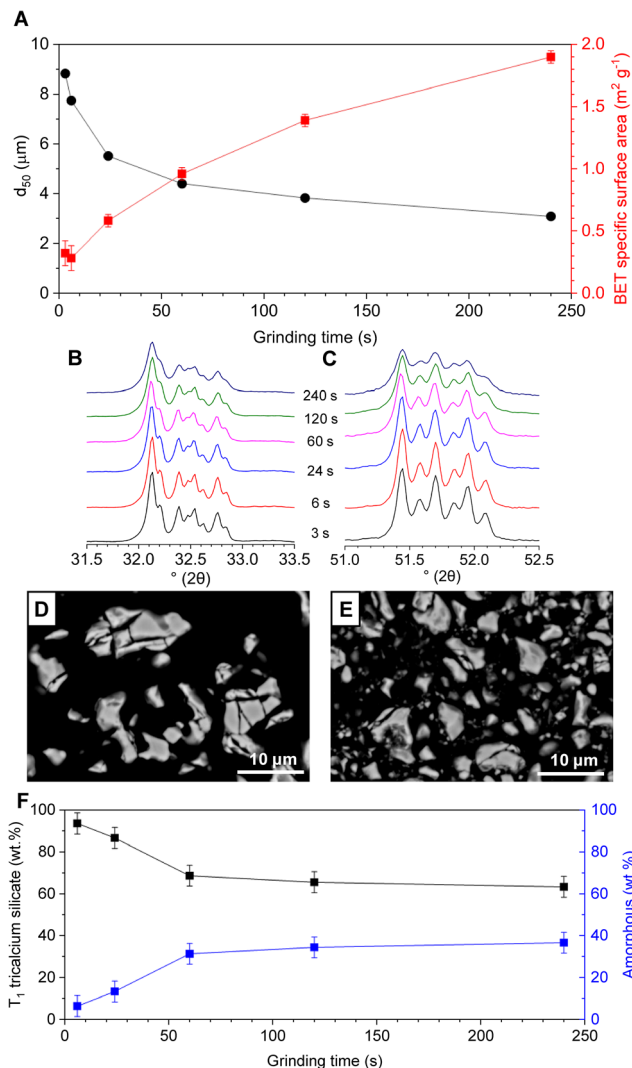 A
10
8
6
4
2
0
d50 (μm)
2.0
1.5
1.0
0.5
0.0
BET specific surface area (m² g⁻¹)
0 50 100 150 200 250
Grinding time (s)
B
C
240 s
120 s
60 s
24 s
6 s
3 s
31.5 32.0 32.5 33.0 33.5
° (2θ)
51.0 51.5 52.0 52.5
° (2θ)
D
10 μm
E
10 μm
F
100
80
60
40
20
0
T1 tricalcium silicate (wt.%)
100
80
60
40
20
0
Amorphous (wt.%)
0 50 100 150 200 250
Grinding time (s)